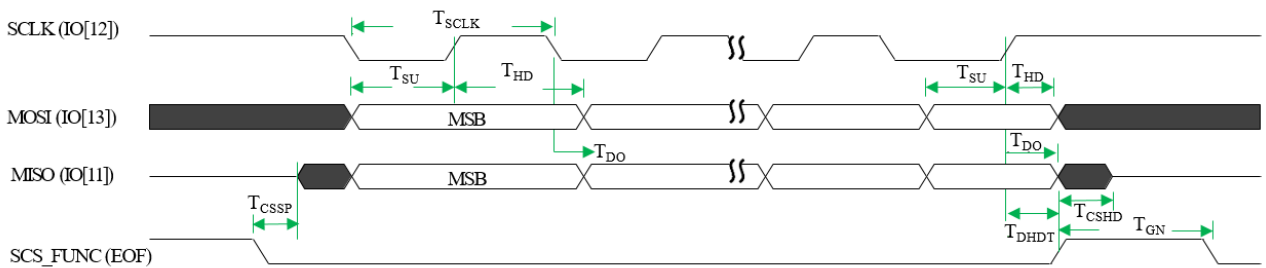 SCLK (IO[12])
T_SCLK
T_SU
T_HD
T_SU
T_HD
MOSI (IO[13])
MSB
T_DO
T_DO
MISO (IO[11])
MSB
T_CSSP
T_CSHD
T_DHDT
T_GN
SCS_FUNC (EOF)